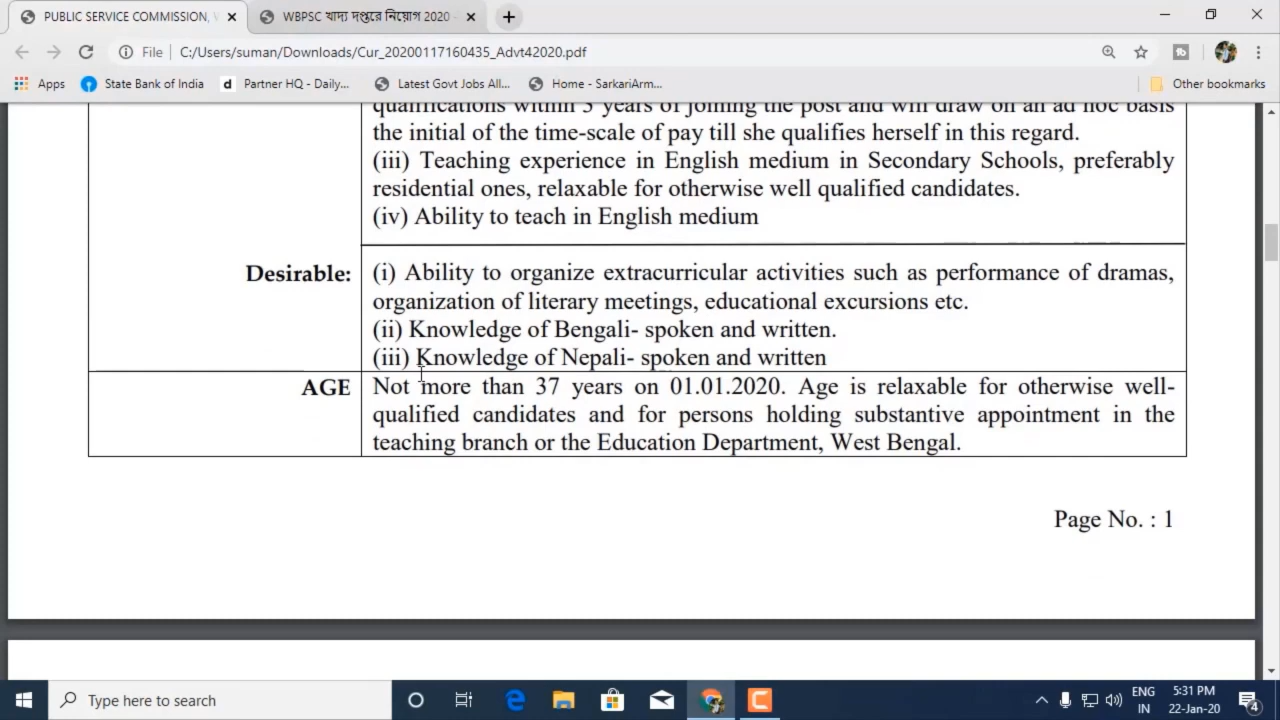 PUBLIC SERVICE COMMISSION, W
WBPSC খাদ্য দপ্তরে নিয়োগ 2020 -
File
C:/Users/suman/Downloads/Cur_20200117160435_Advt42020.pdf
Apps
State Bank of India
Partner HQ - Daily...
Latest Govt Jobs All...
Home - SarkariArm...
Other bookmarks
qualifications within 3 years of joining the post and will draw on an ad hoc basis
the initial of the time-scale of pay till she qualifies herself in this regard.
(iii) Teaching experience in English medium in Secondary Schools, preferably
residential ones, relaxable for otherwise well qualified candidates.
(iv) Ability to teach in English medium
Desirable: (i) Ability to organize extracurricular activities such as performance of dramas,
organization of literary meetings, educational excursions etc.
(ii) Knowledge of Bengali- spoken and written.
(iii) Knowledge of Nepali- spoken and written
AGE Not more than 37 years on 01.01.2020. Age is relaxable for otherwise well-
qualified candidates and for persons holding substantive appointment in the
teaching branch or the Education Department, West Bengal.
Page No. : 1
Type here to search
ENG
IN
5:31 PM
22-Jan-20
4